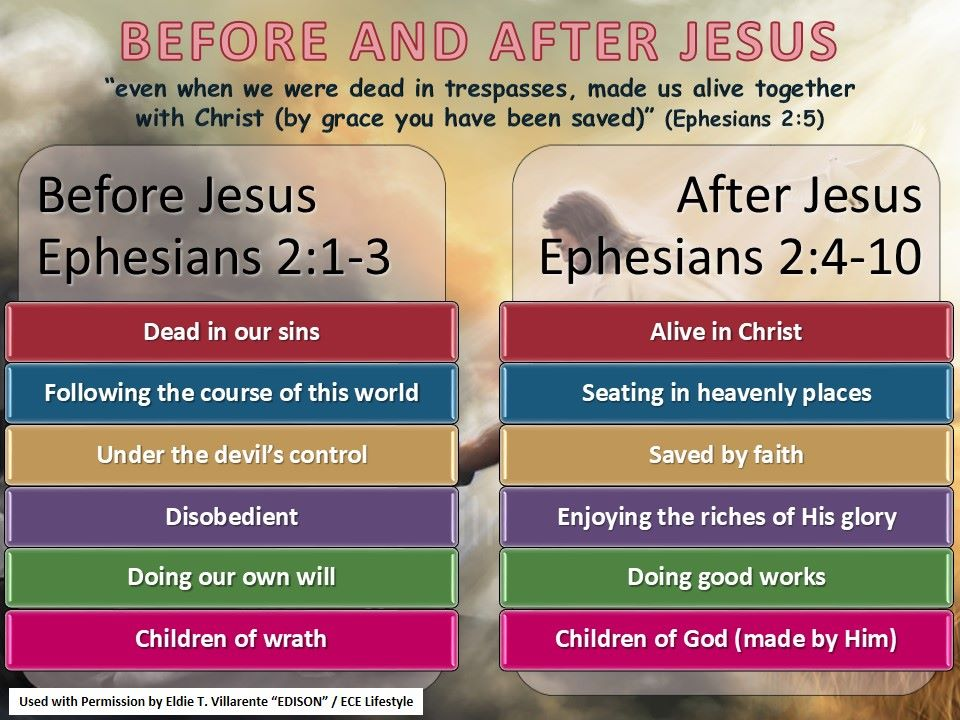 BEFORE AND AFTER JESUS
“even when we were dead in trespasses, made us alive together
with Christ (by grace you have been saved)” (Ephesians 2:5)
Before Jesus
Ephesians 2:1-3
Dead in our sins
Following the course of this world
Under the devil’s control
Disobedient
Doing our own will
Children of wrath
After Jesus
Ephesians 2:4-10
Alive in Christ
Seating in heavenly places
Saved by faith
Enjoying the riches of His glory
Doing good works
Children of God (made by Him)
Used with Permission by Eldie T. Villarente “EDISON” / ECE Lifestyle